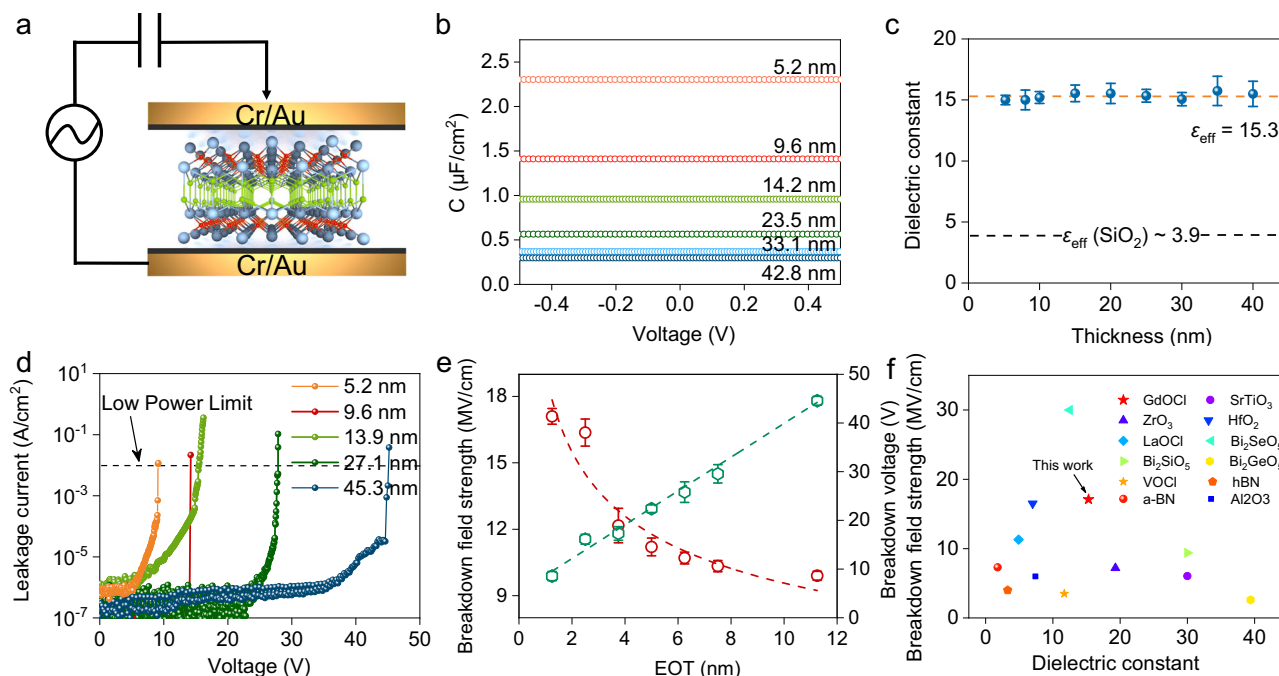 a
Cr/Au
Cr/Au
b
C (µF/cm²)
2.5
2.0
1.5
1.0
0.5
0.0
5.2 nm
9.6 nm
14.2 nm
23.5 nm
33.1 nm
42.8 nm
-0.4 -0.2 0.0 0.2 0.4
Voltage (V)
c
Dielectric constant
20
15
10
5
0
εeff = 15.3
εeff (SiO₂) ~ 3.9
0 10 20 30 40
Thickness (nm)
d
Leakage current (A/cm²)
10¹
10⁻¹
10⁻³
10⁻⁵
10⁻⁷
Low Power Limit
5.2 nm
9.6 nm
13.9 nm
27.1 nm
45.3 nm
0 10 20 30 40 50
Voltage (V)
e
Breakdown field strength (MV/cm)
18
15
12
9
50
40
30
20
10
0
Breakdown voltage (V)
0 2 4 6 8 10 12
EOT (nm)
f
Breakdown field strength (MV/cm)
30
20
10
0
GdOCl SrTiO₃
ZrO₃ HfO₂
LaOCl Bi₂SeO₅
Bi₂SiO₅ Bi₂GeO₅
VOCl hBN
a-BN Al2O3
This work
0 10 20 30 40
Dielectric constant